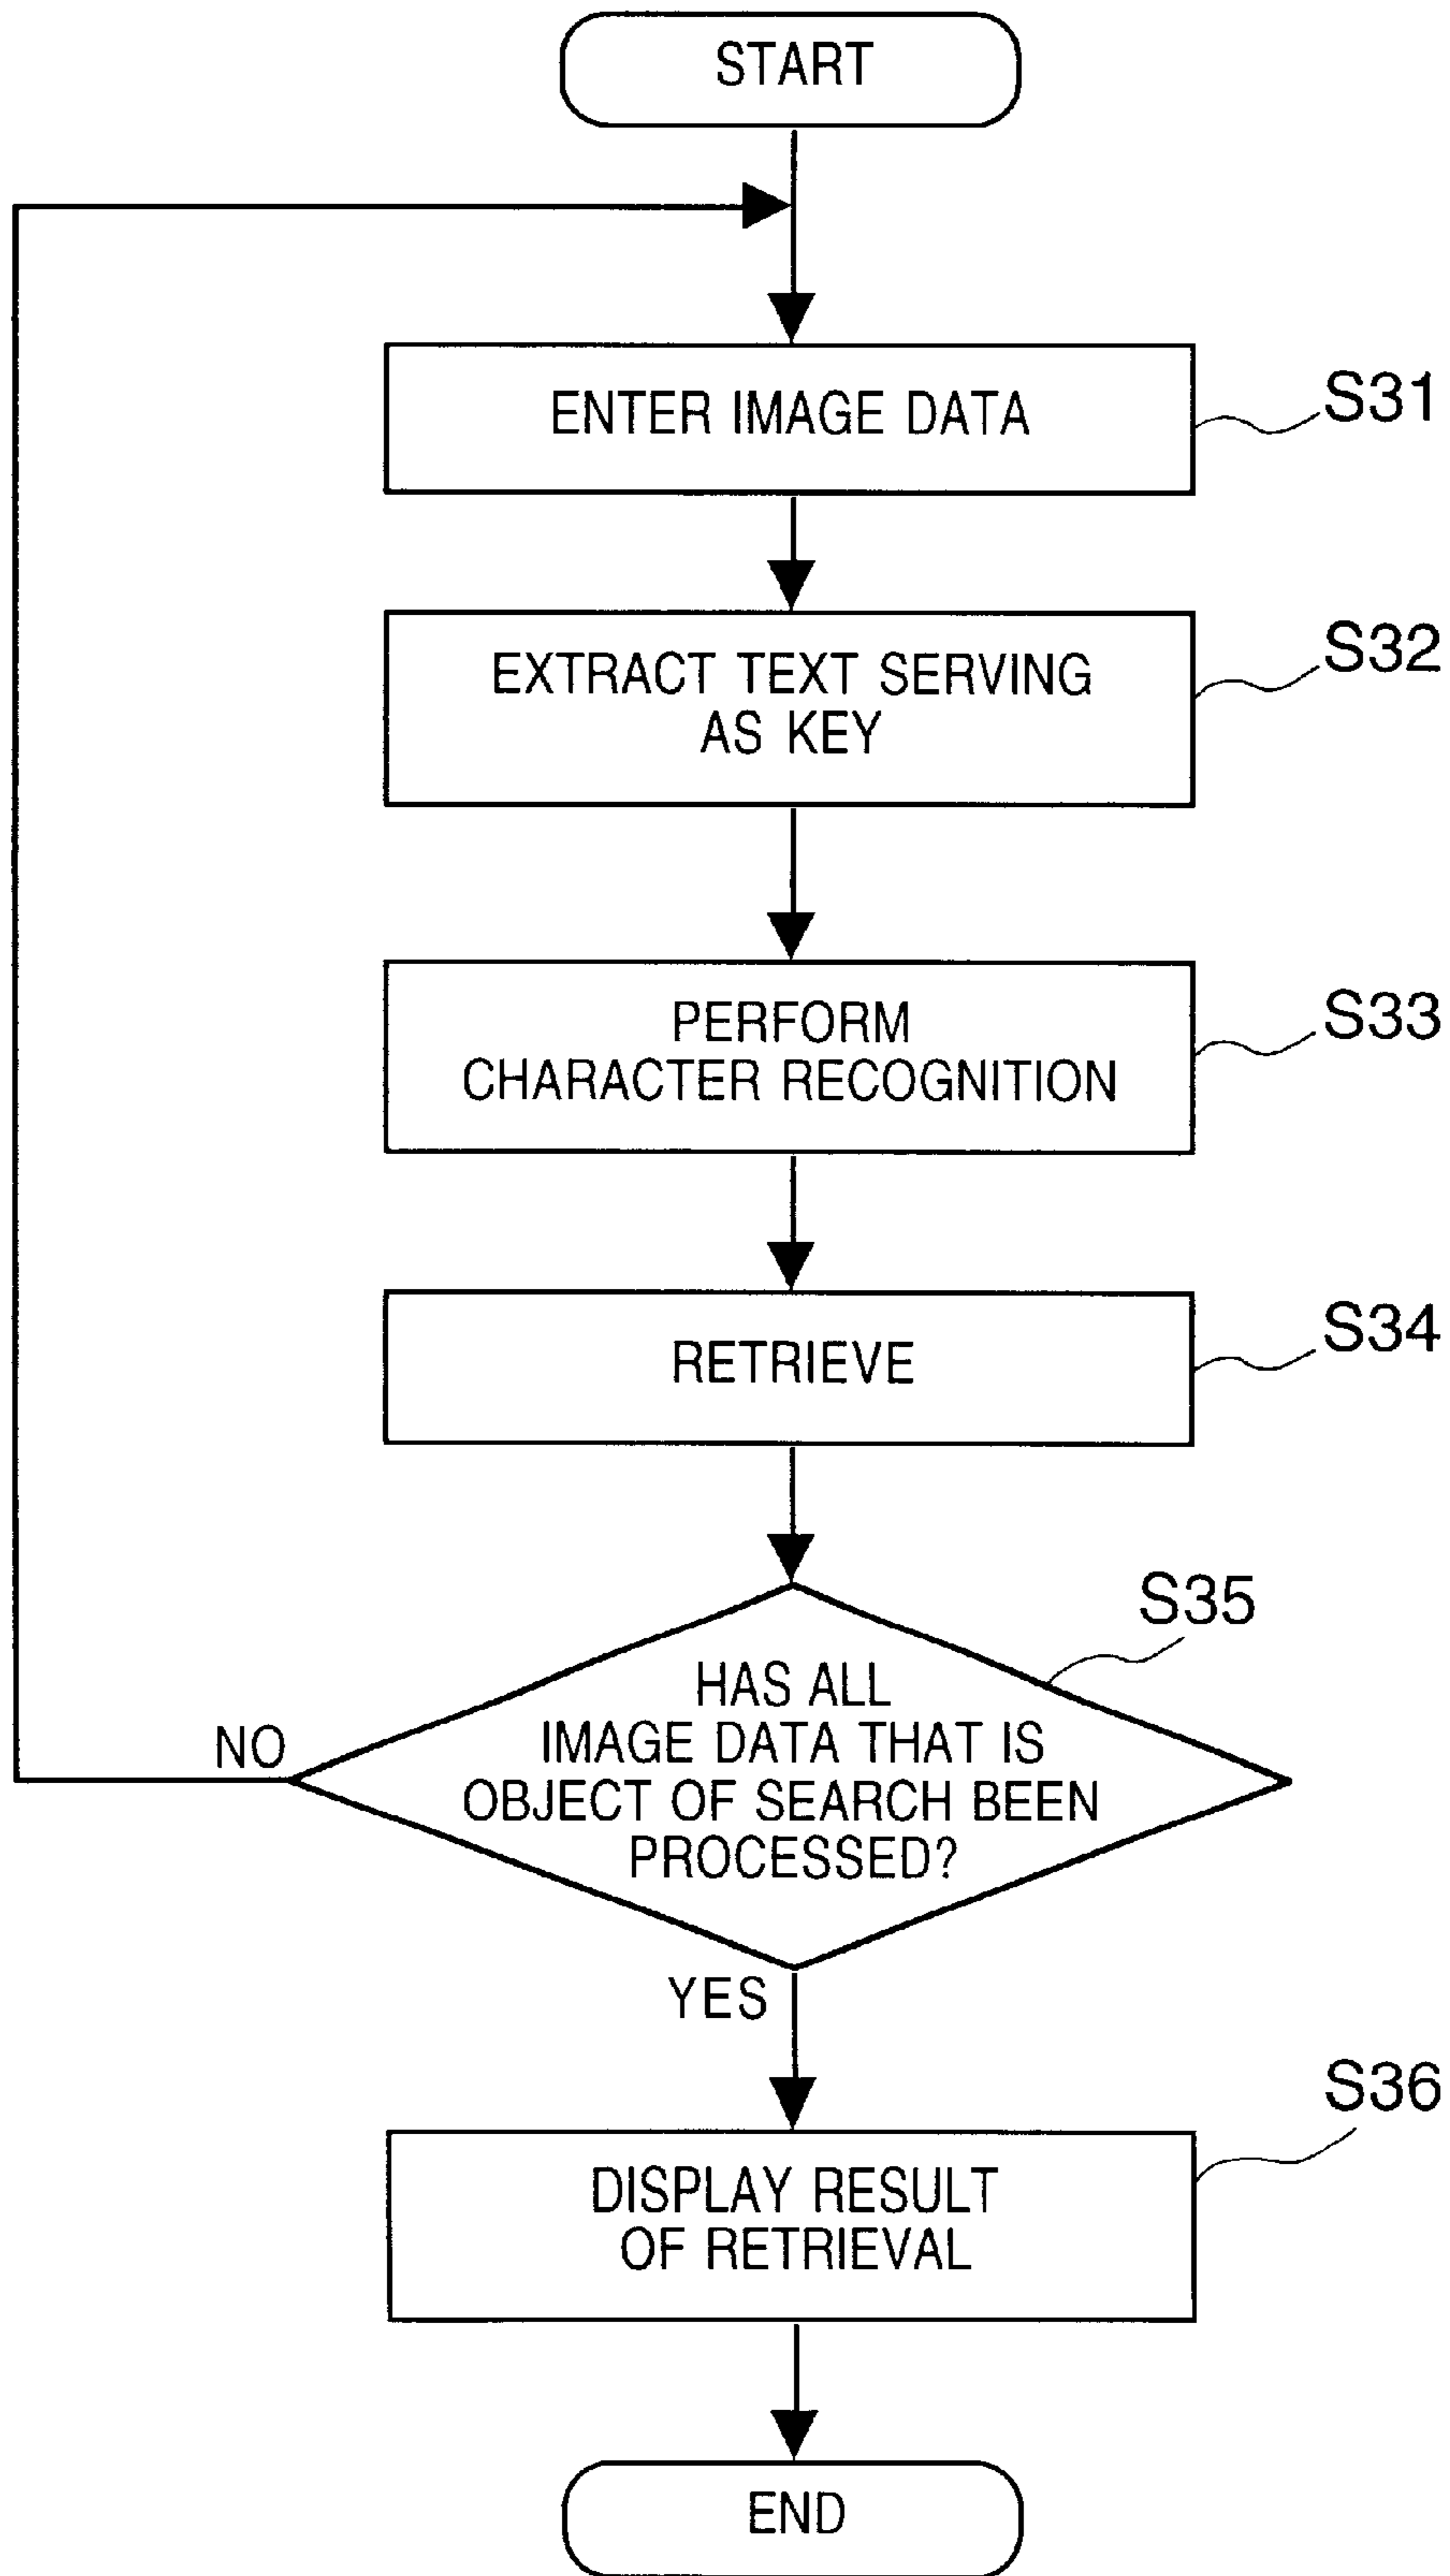 START
ENTER IMAGE DATA
S31
EXTRACT TEXT SERVING
AS KEY
S32
PERFORM
CHARACTER RECOGNITION
S33
RETRIEVE
S34
S35
HAS ALL
IMAGE DATA THAT IS
OBJECT OF SEARCH BEEN
PROCESSED?
NO
YES
S36
DISPLAY RESULT
OF RETRIEVAL
END